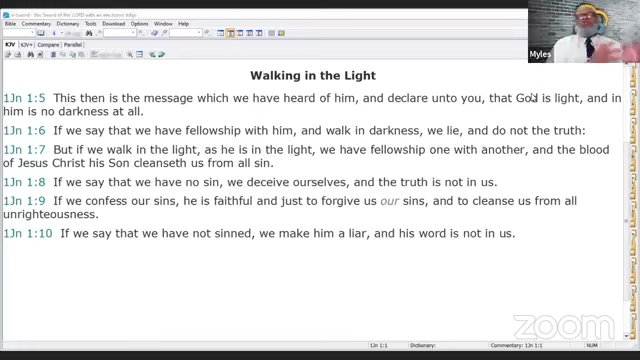 e-Sword - the Sword of the LORD with an electronic edge
Bible Commentary Dictionary Tools Download Options Window Help
KJV KJV+ Compare Parallel
Walking in the Light
1Jn 1:5 This then is the message which we have heard of him, and declare unto you, that God is light, and in
him is no darkness at all.
1Jn 1:6 If we say that we have fellowship with him, and walk in darkness, we lie, and do not the truth:
1Jn 1:7 But if we walk in the light, as he is in the light, we have fellowship one with another, and the blood
of Jesus Christ his Son cleanseth us from all sin.
1Jn 1:8 If we say that we have no sin, we deceive ourselves, and the truth is not in us.
1Jn 1:9 If we confess our sins, he is faithful and just to forgive us our sins, and to cleanse us from all
unrighteousness.
1Jn 1:10 If we say that we have not sinned, we make him a liar, and his word is not in us.
Myles
zoom
1Jn 1:1 Dictionary: Commentary: 1Jn 1:1 NUM